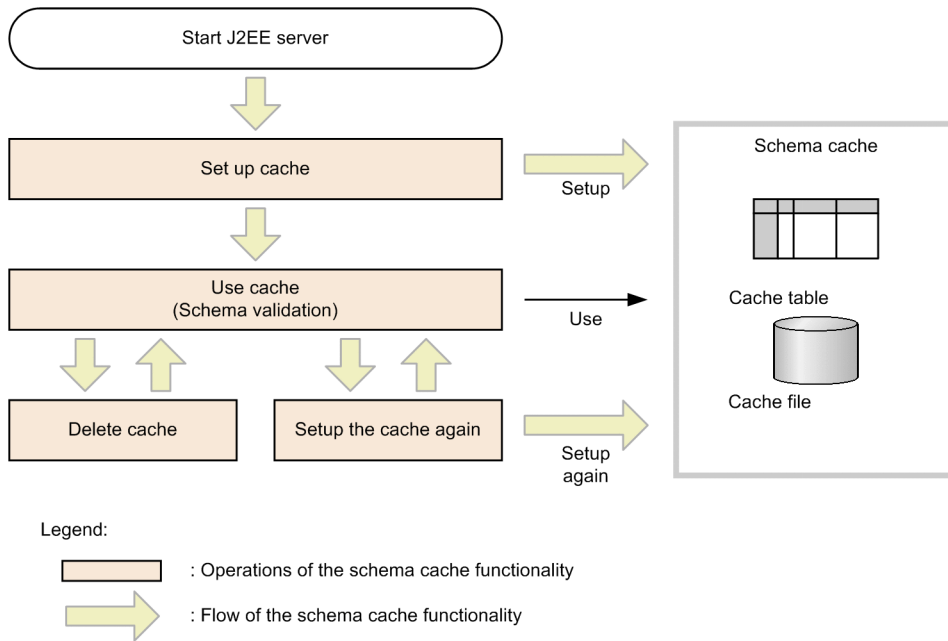 Start J2EE server
Set up cache
Setup
Schema cache
Use cache
(Schema validation)
Use
Cache table
Cache file
Delete cache
Setup the cache again
Setup
again
Legend:
: Operations of the schema cache functionality
: Flow of the schema cache functionality